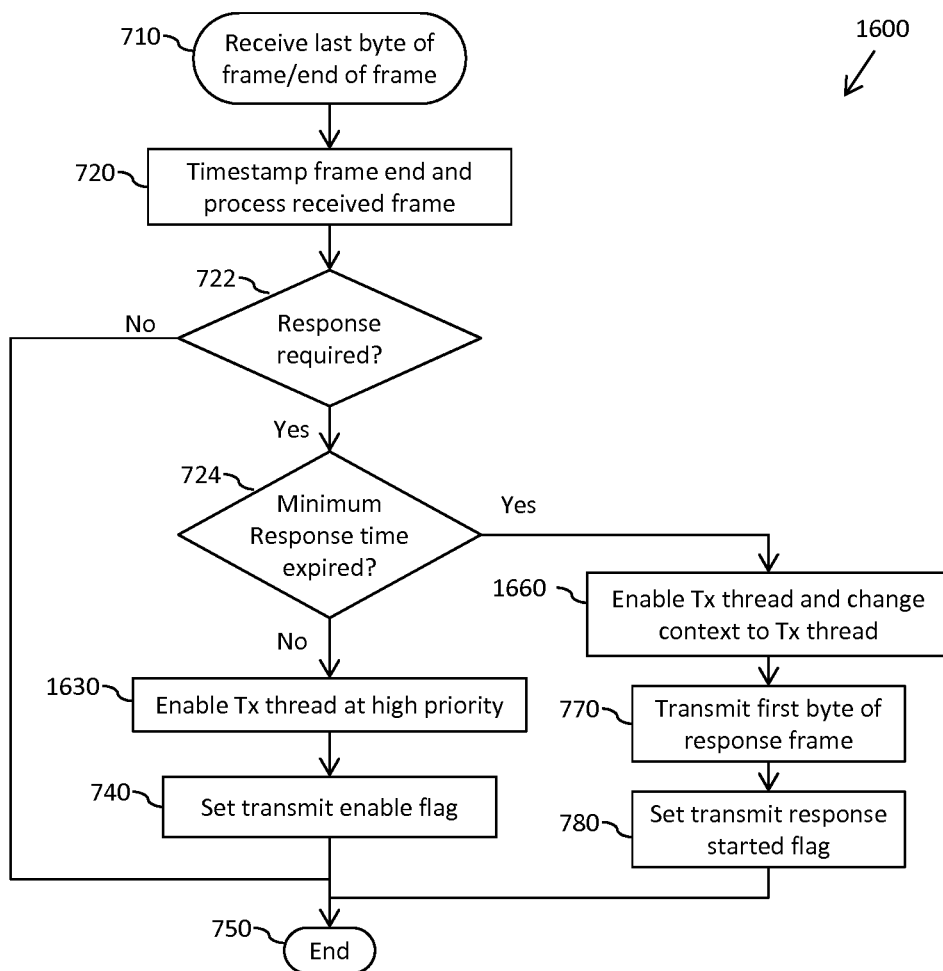 710
Receive last byte of
frame/end of frame
1600
720
Timestamp frame end and
process received frame
722
No
Response
required?
Yes
724
Minimum
Response time
expired?
Yes
No
1660
Enable Tx thread and change
context to Tx thread
1630
Enable Tx thread at high priority
770
Transmit first byte of
response frame
740
Set transmit enable flag
780
Set transmit response
started flag
750
End